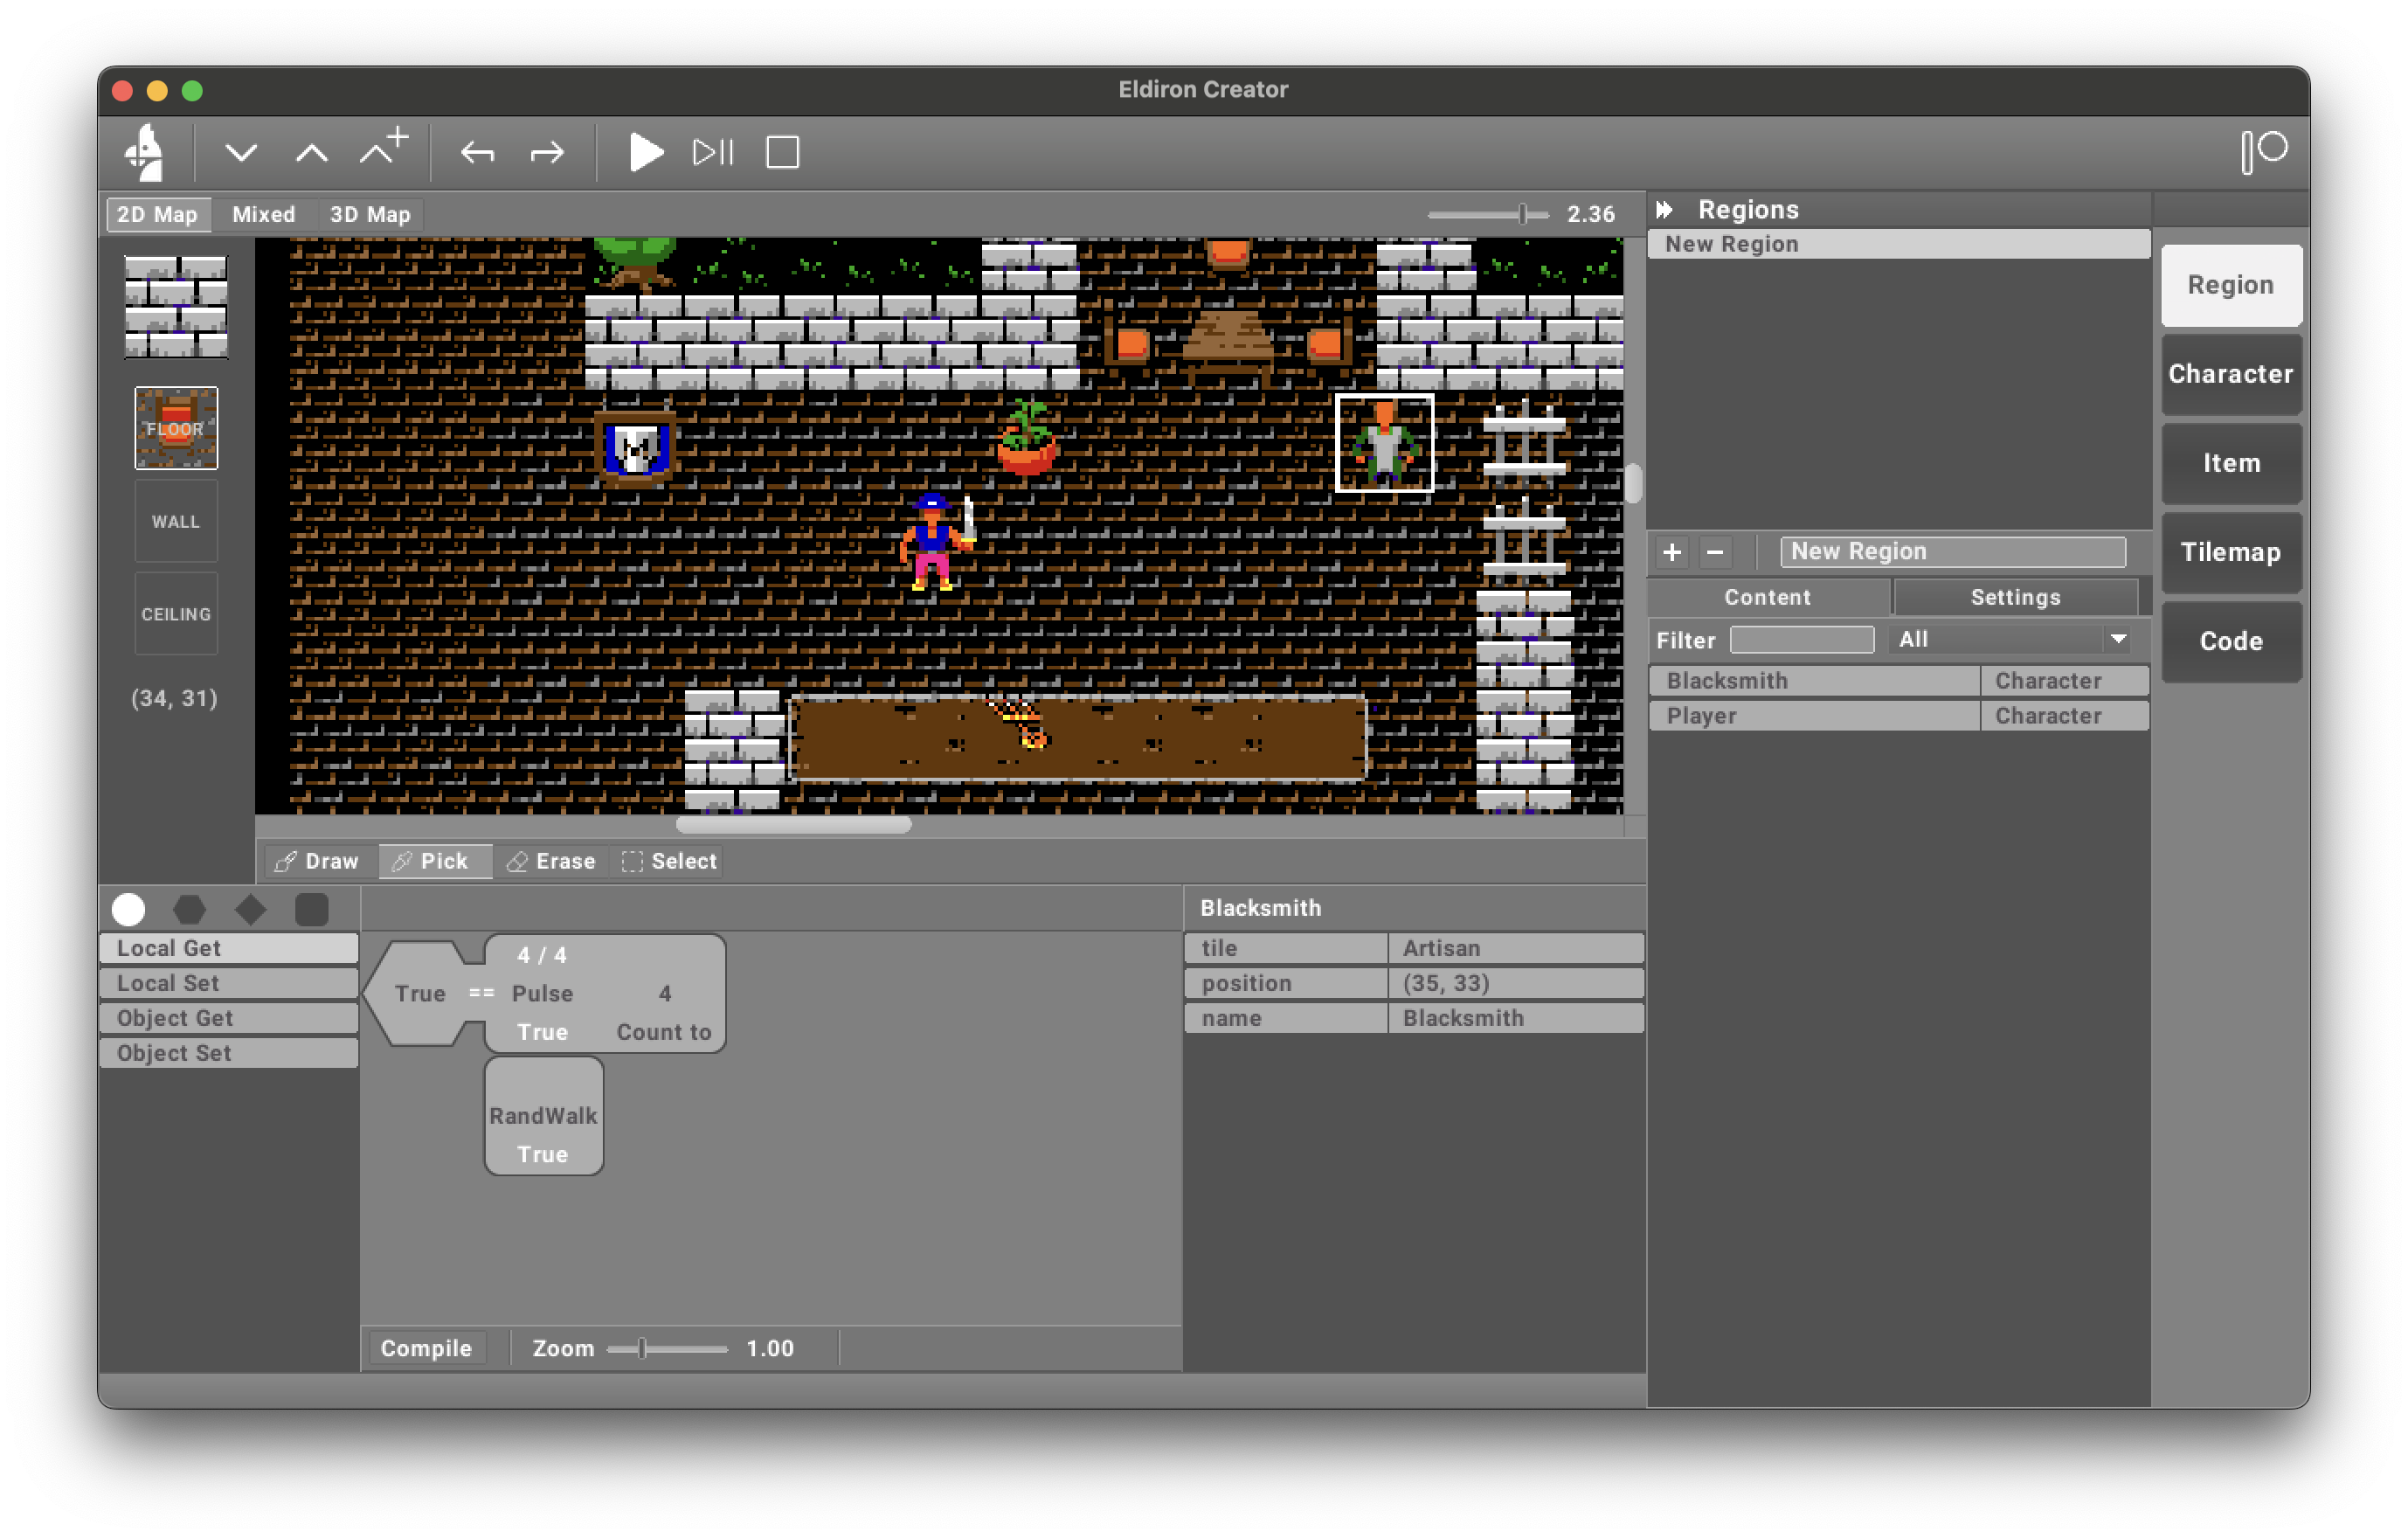 Eldiron Creator
2D Map Mixed 3D Map 2.36
FLOOR
WALL
CEILING
(34, 31)
Draw Pick Erase Select
Regions
New Region
New Region
Content Settings
Filter All
Blacksmith Character
Player Character
Region
Character
Item
Tilemap
Code
Local Get
Local Set
Object Get
Object Set
4 / 4
True == Pulse 4
True Count to
RandWalk
True
Compile Zoom 1.00
Blacksmith
tile Artisan
position (35, 33)
name Blacksmith